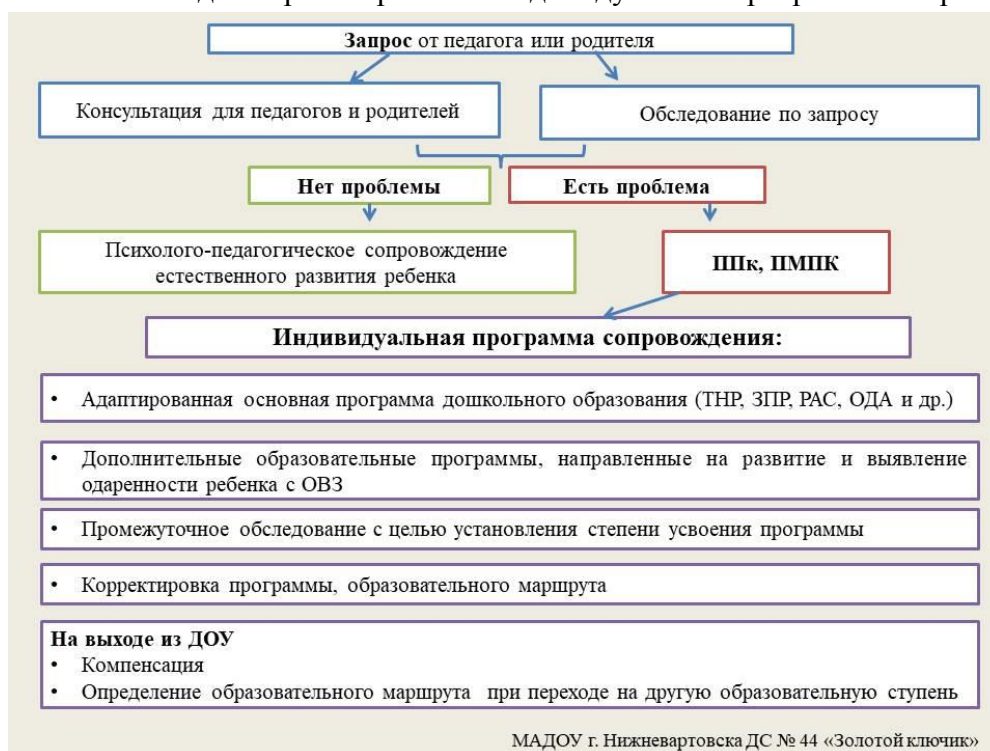 Запрос от педагога или родителя
Консультация для педагогов и родителей
Обследование по запросу
Нет проблемы
Есть проблема
Психолого-педагогическое сопровождение
естественного развития ребенка
ППк, ПМПК
Индивидуальная программа сопровождения:
• Адаптированная основная программа дошкольного образования (ТНР, ЗПР, РАС, ОДА и др.)
• Дополнительные образовательные программы, направленные на развитие и выявление
одаренности ребенка с ОВЗ
• Промежуточное обследование с целью установления степени усвоения программы
• Корректировка программы, образовательного маршрута
На выходе из ДОУ
• Компенсация
• Определение образовательного маршрута при переходе на другую образовательную ступень
МАДОУ г. Нижневартовска ДС № 44 «Золотой ключик»